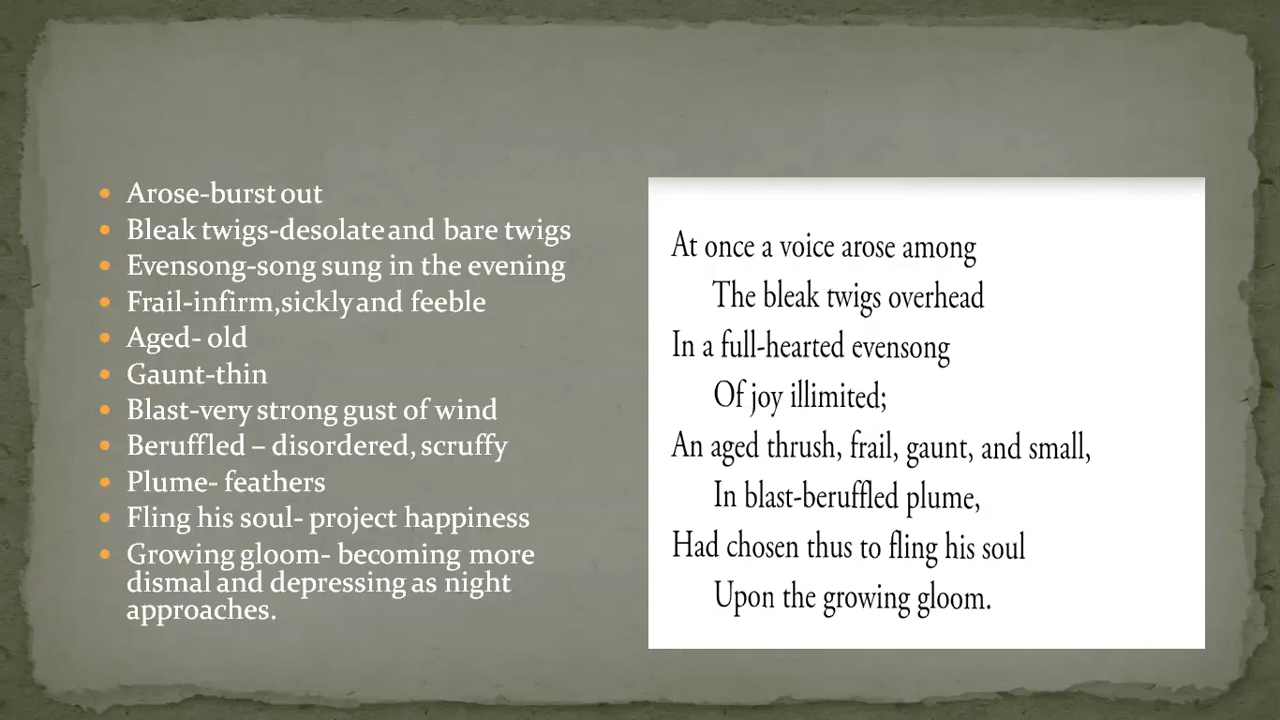 Arose-burst out
Bleak twigs-desolate and bare twigs
Evensong-song sung in the evening
Frail-infirm,sickly and feeble
Aged- old
Gaunt-thin
Blast-very strong gust of wind
Beruffled – disordered, scruffy
Plume- feathers
Fling his soul- project happiness
Growing gloom- becoming more
dismal and depressing as night
approaches.
At once a voice arose among
The bleak twigs overhead
In a full-hearted evensong
Of joy illimited;
An aged thrush, frail, gaunt, and small,
In blast-beruffled plume,
Had chosen thus to fling his soul
Upon the growing gloom.